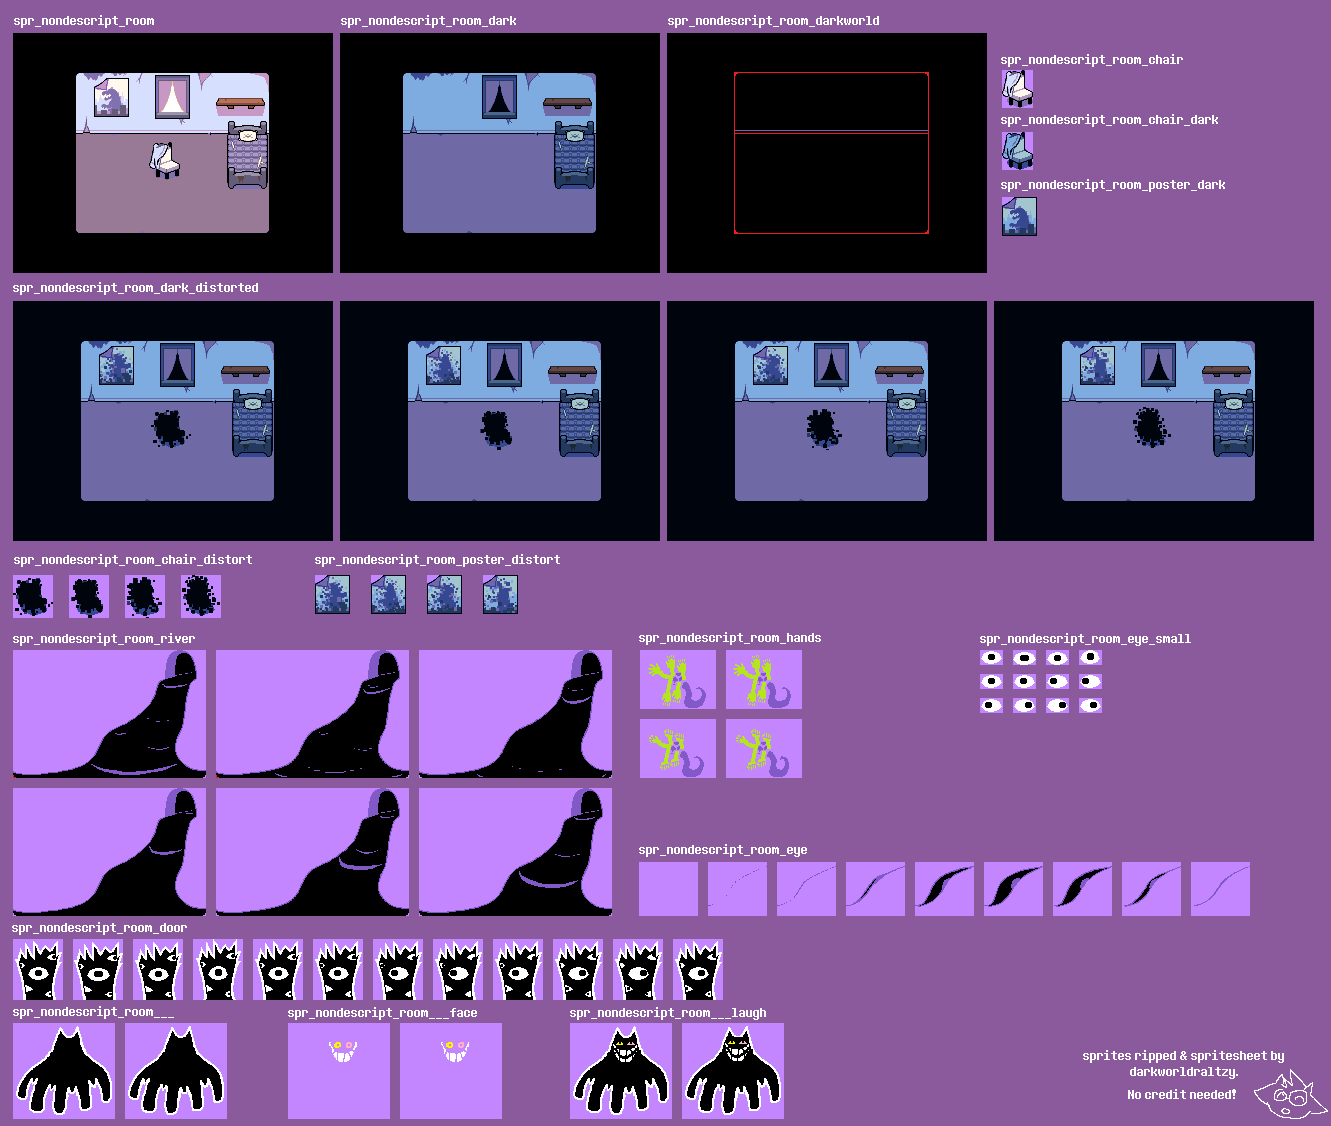 spr_nondescript_room
spr_nondescript_room_dark
spr_nondescript_room_darkworld
spr_nondescript_room_chair
spr_nondescript_room_chair_dark
spr_nondescript_room_poster_dark
spr_nondescript_room_dark_distorted
spr_nondescript_room_chair_distort
spr_nondescript_room_poster_distort
spr_nondescript_room_river
spr_nondescript_room_hands
spr_nondescript_room_eye_small
spr_nondescript_room_eye
spr_nondescript_room_door
spr_nondescript_room___
spr_nondescript_room___face
spr_nondescript_room___laugh
sprites ripped & spritesheet by
darkworldraltzy.
No credit needed!